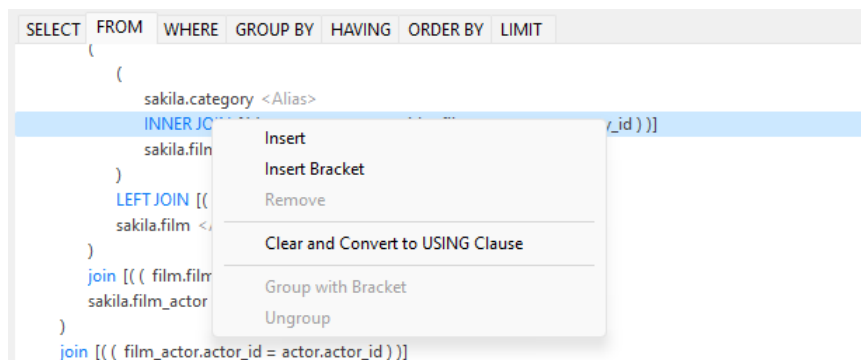 SELECT FROM WHERE GROUP BY HAVING ORDER BY LIMIT
(
(
sakila.category <Alias>
INNER JOIN y_id ) )]
sakila.film
)
LEFT JOIN [(
sakila.film <
)
join [( ( film.film
sakila.film_actor
)
join [( ( film_actor.actor_id = actor.actor_id ) )]
Insert
Insert Bracket
Remove
Clear and Convert to USING Clause
Group with Bracket
Ungroup